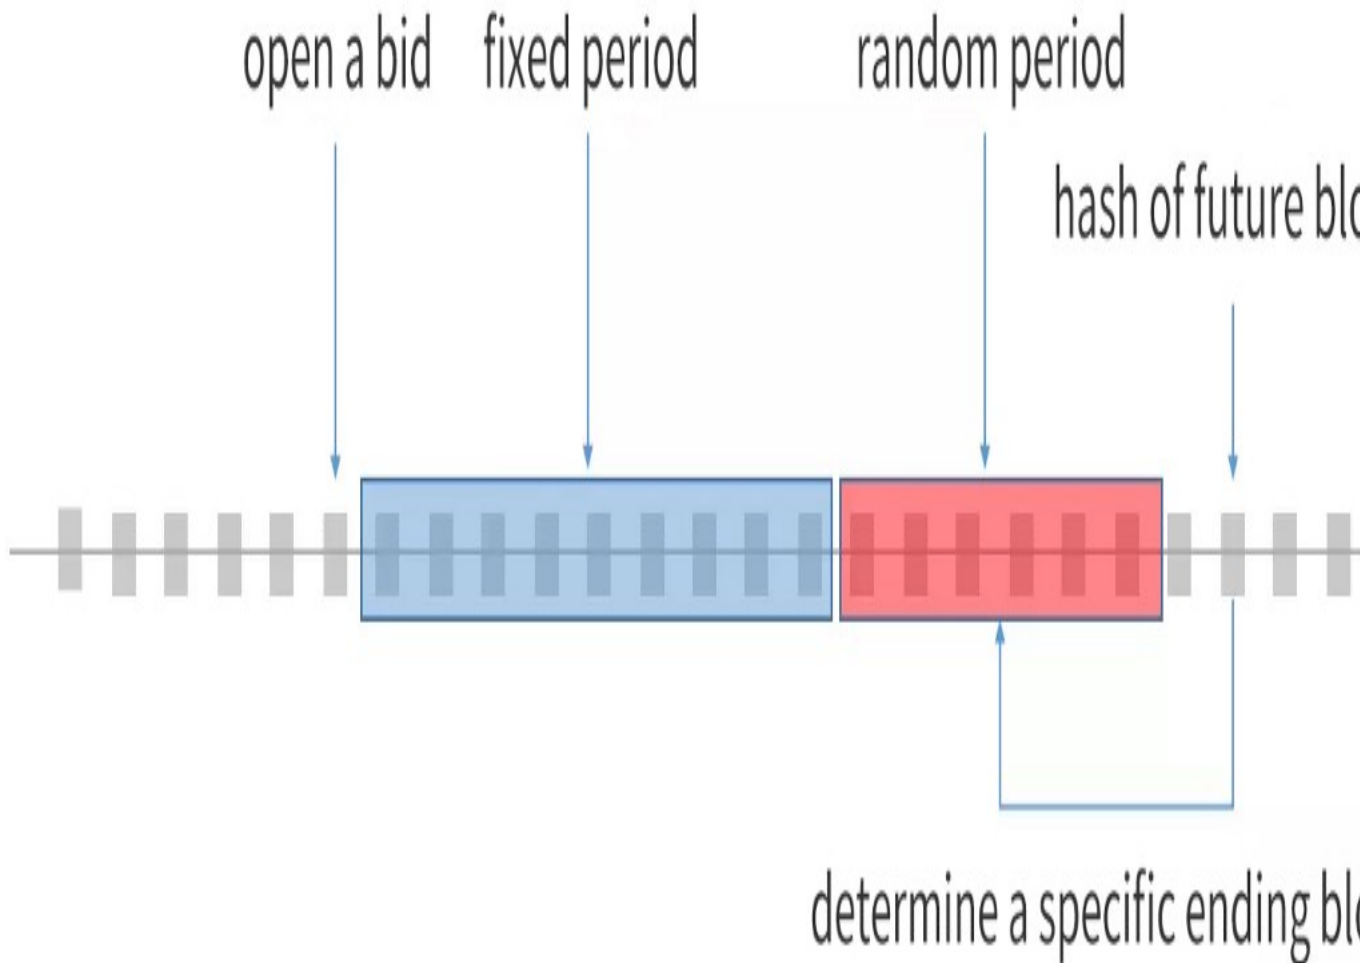 open a bid
fixed period
random period
hash of future
determine a specific ending